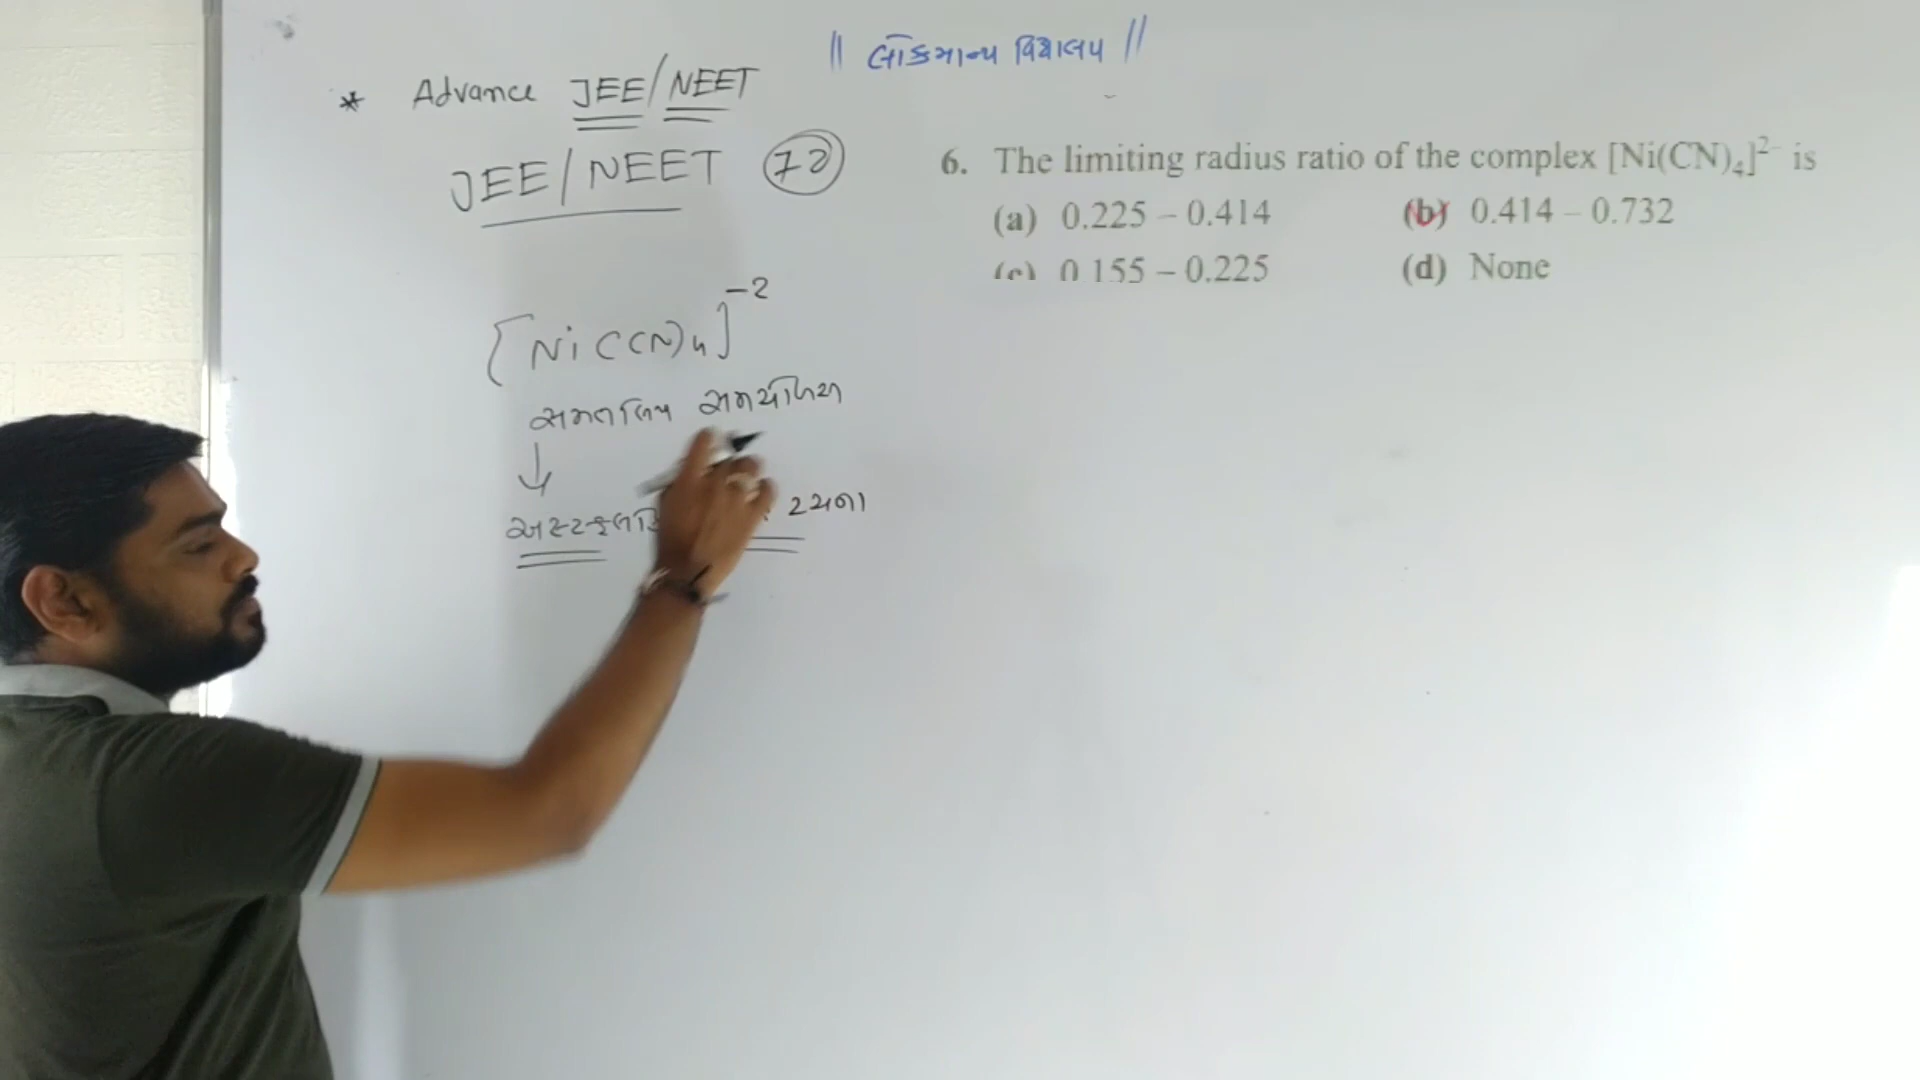 || લોકમાન્ય વિદ્યાલય ||
* Advance JEE/NEET
JEE/NEET 72
6. The limiting radius ratio of the complex [Ni(CN)₄]²⁻ is
(a) 0.225 – 0.414 (b) 0.414 – 0.732
(c) 0.155 – 0.225 (d) None
[Ni(CN)₄]⁻²
સમતલિય સમચોરસ
↓
અષ્ટફલકિ રચના